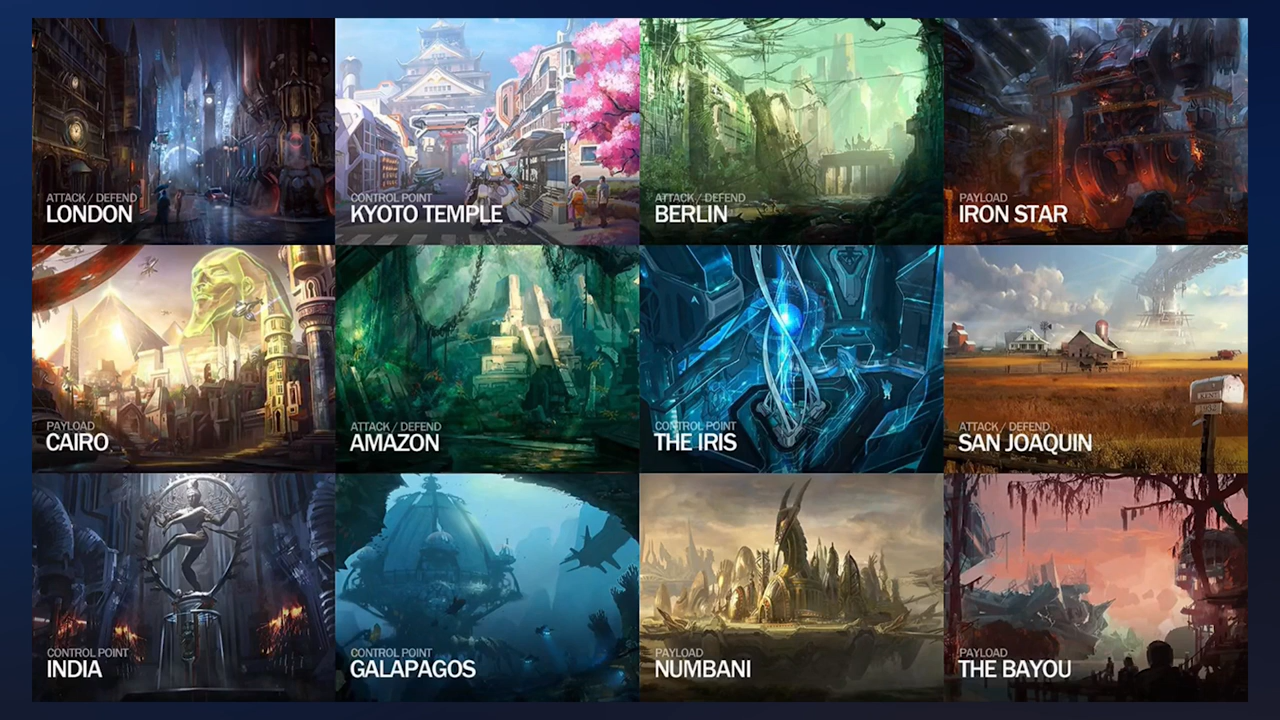 ATTACK / DEFEND
LONDON
CONTROL POINT
KYOTO TEMPLE
ATTACK / DEFEND
BERLIN
PAYLOAD
IRON STAR
PAYLOAD
CAIRO
ATTACK / DEFEND
AMAZON
CONTROL POINT
THE IRIS
ATTACK / DEFEND
SAN JOAQUIN
KENT
CONTROL POINT
INDIA
CONTROL POINT
GALAPAGOS
PAYLOAD
NUMBANI
PAYLOAD
THE BAYOU